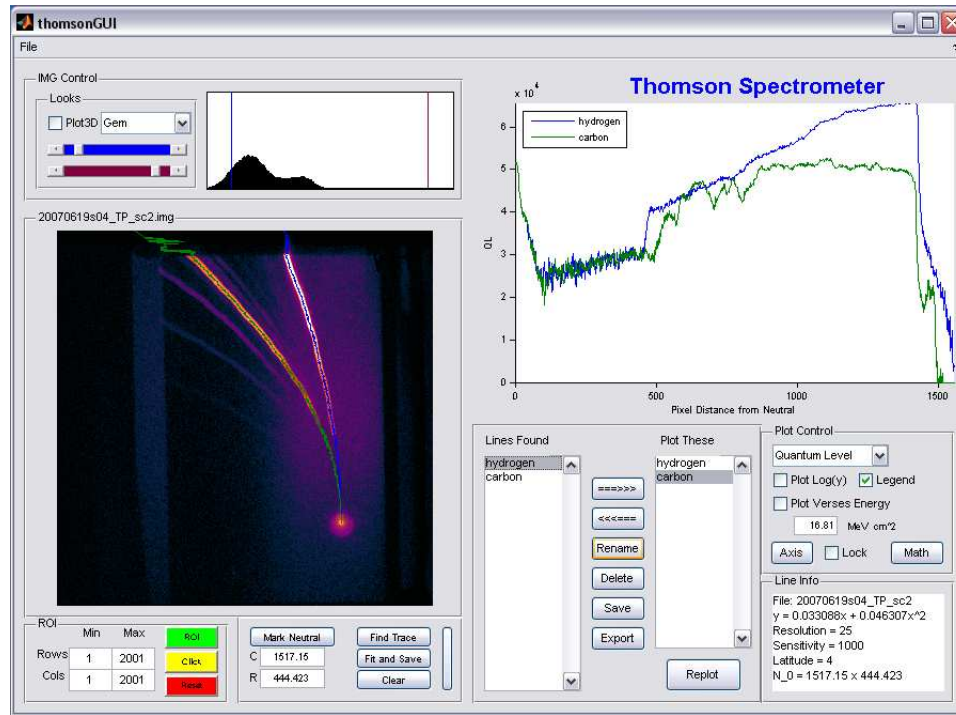 thomsonGUI
File
IMG Control
Looks
Plot3D Gem
20070619s04_TP_sc2.img
ROI
Min Max
Rows 1 2001
Cols 1 2001
ROI
Click
Reset
Mark Neutral
C 1517.15
R 444.423
Find Trace
Fit and Save
Clear
Thomson Spectrometer
x 10^4
hydrogen
carbon
QL
6
5
4
3
2
1
0
0 500 1000 1500
Pixel Distance from Neutral
Lines Found
hydrogen
carbon
===>>>
<<<===
Rename
Delete
Save
Export
Plot These
hydrogen
carbon
Replot
Plot Control
Quantum Level
Plot Log(y) Legend
Plot Verses Energy
16.81 MeV cm^2
Axis Lock Math
Line Info
File: 20070619s04_TP_sc2
y = 0.033088x + 0.046307x^2
Resolution = 25
Sensitivity = 1000
Latitude = 4
N_0 = 1517.15 x 444.423